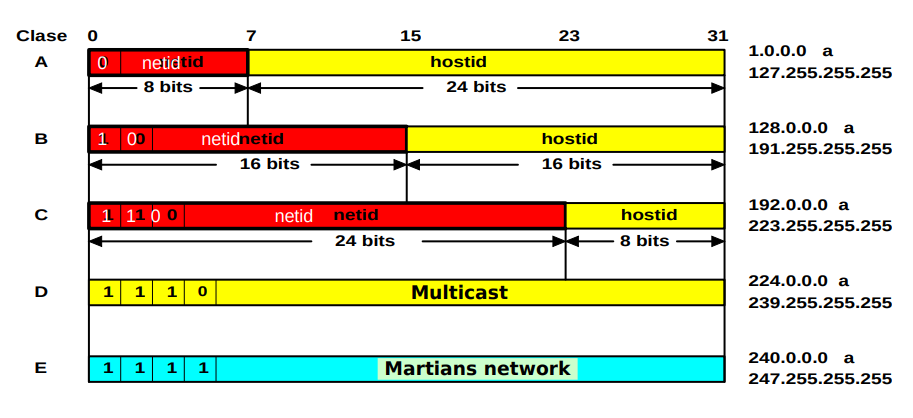 Clase 0 7 15 23 31
A 0 netid netid hostid 1.0.0.0 a
127.255.255.255
8 bits 24 bits
B 1 0 netid netid hostid 128.0.0.0 a
191.255.255.255
16 bits 16 bits
C 1 1 0 netid netid hostid 192.0.0.0 a
223.255.255.255
24 bits 8 bits
D 1 1 1 0 Multicast 224.0.0.0 a
239.255.255.255
E 1 1 1 1 Martians network 240.0.0.0 a
247.255.255.255